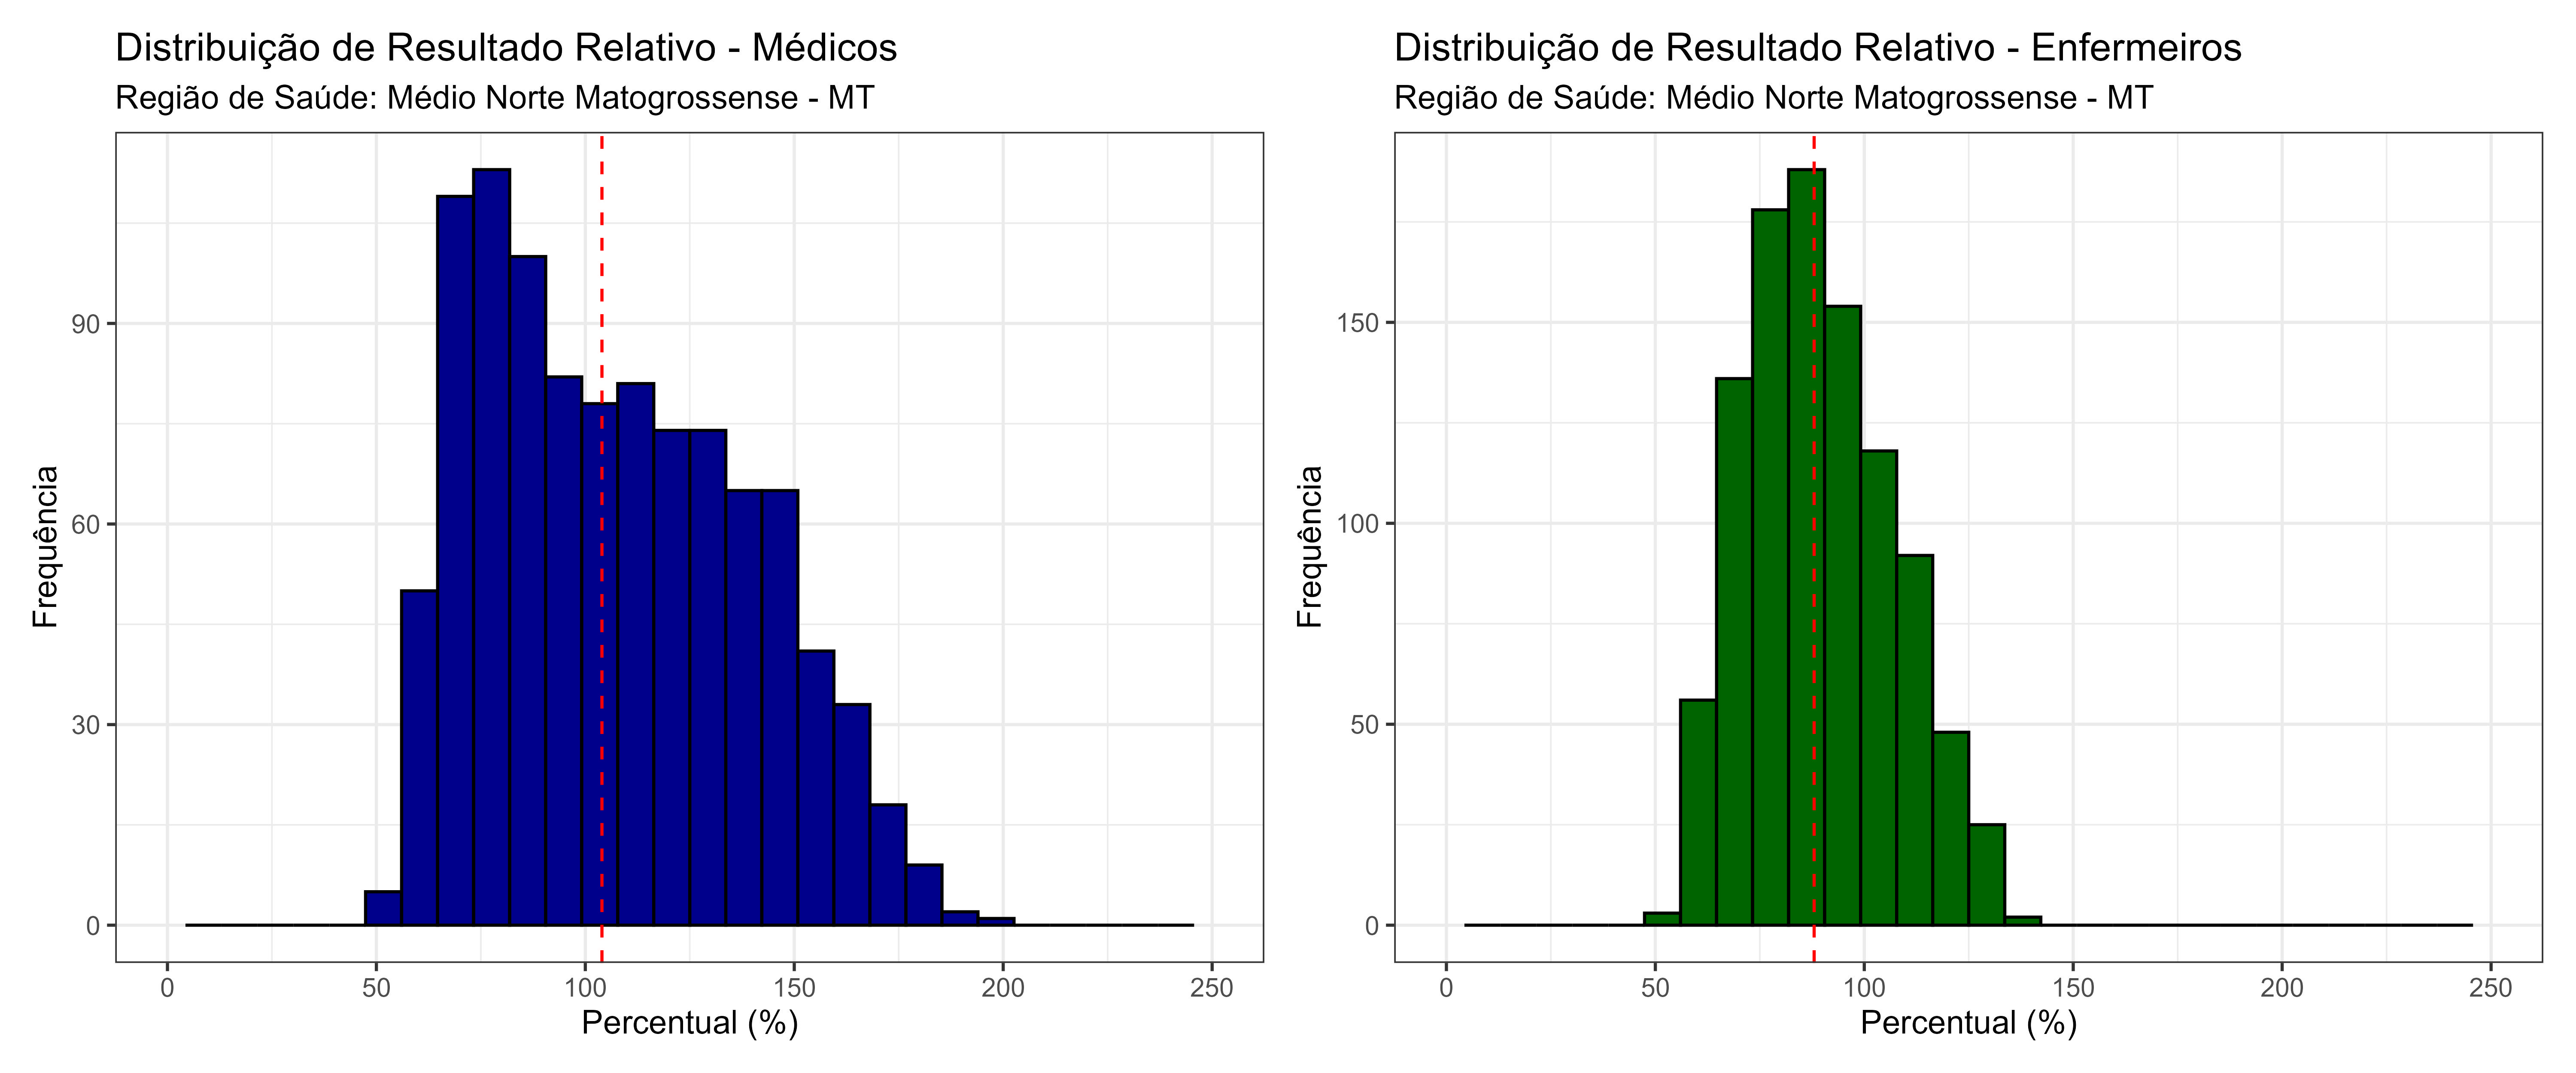 Distribuição de Resultado Relativo - Médicos
Região de Saúde: Médio Norte Matogrossense - MT
Frequência
90
60
30
0
0 50 100 150 200 250
Percentual (%)
Distribuição de Resultado Relativo - Enfermeiros
Região de Saúde: Médio Norte Matogrossense - MT
Frequência
150
100
50
0
0 50 100 150 200 250
Percentual (%)